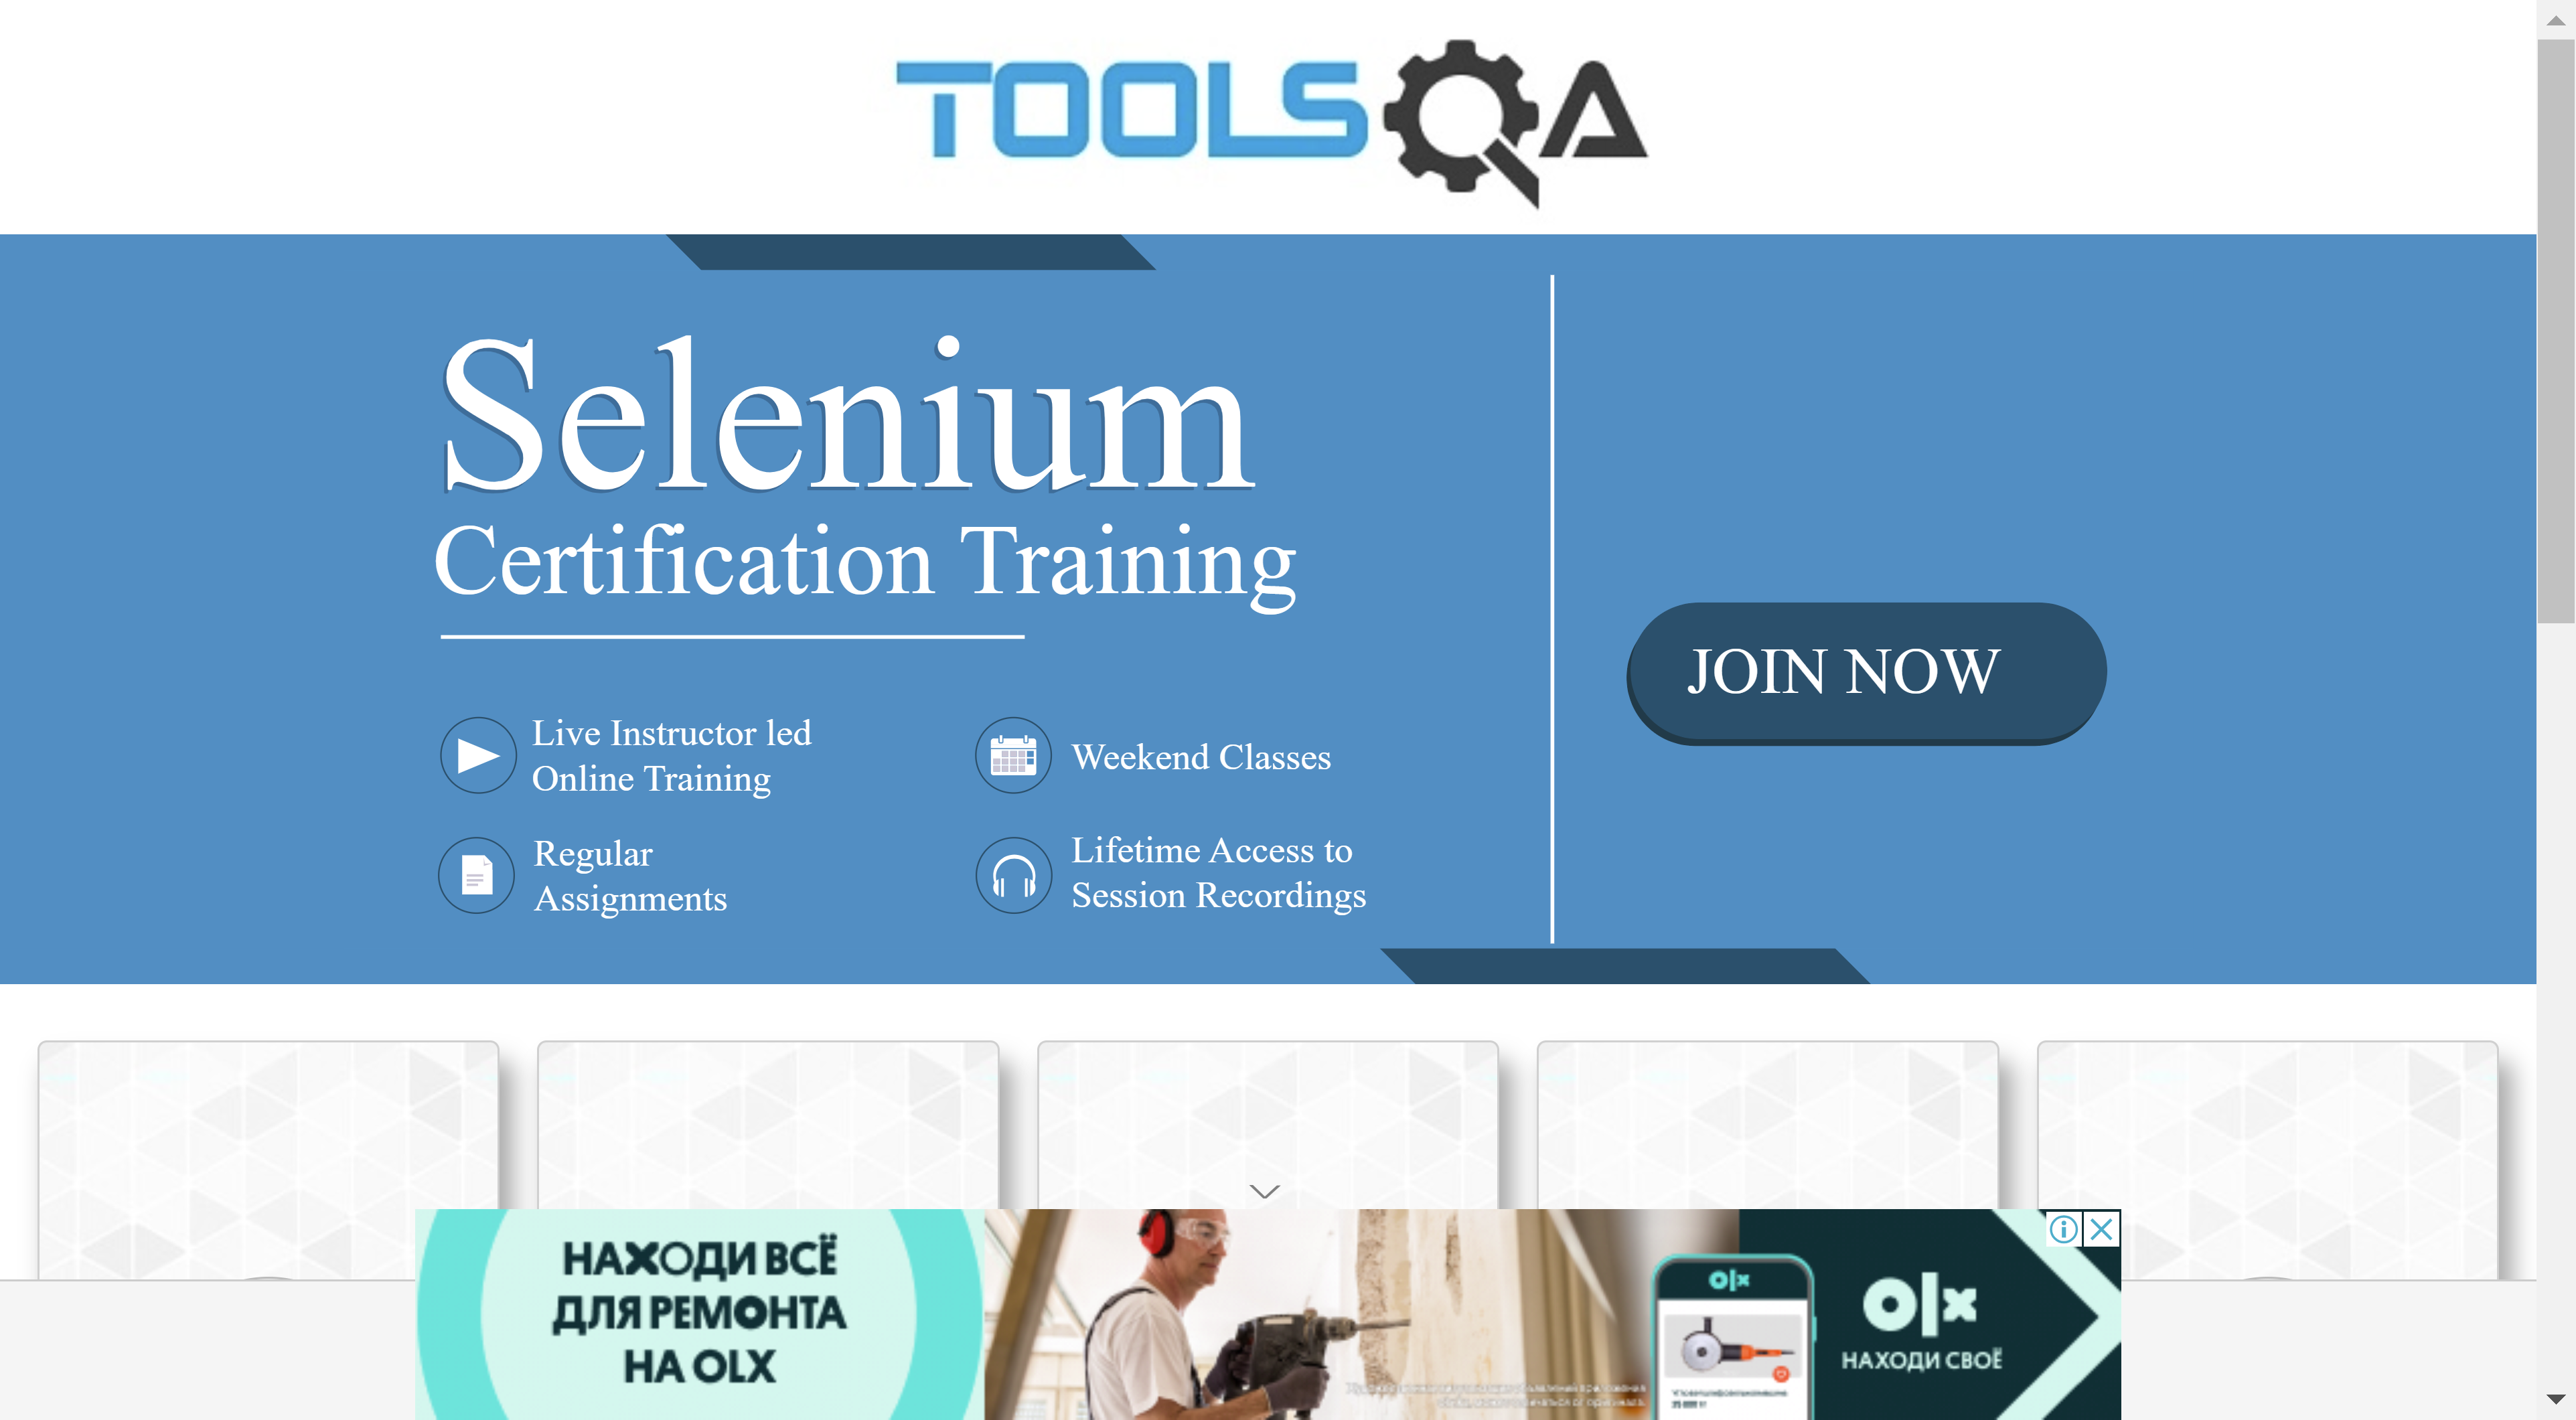 TOOLSQA
Selenium
Certification Training
Live Instructor led
Online Training
Weekend Classes
Regular
Assignments
Lifetime Access to
Session Recordings
JOIN NOW
НАХОДИ ВСЁ
ДЛЯ РЕМОНТА
НА OLX
olx
olx
НАХОДИ СВОЁ